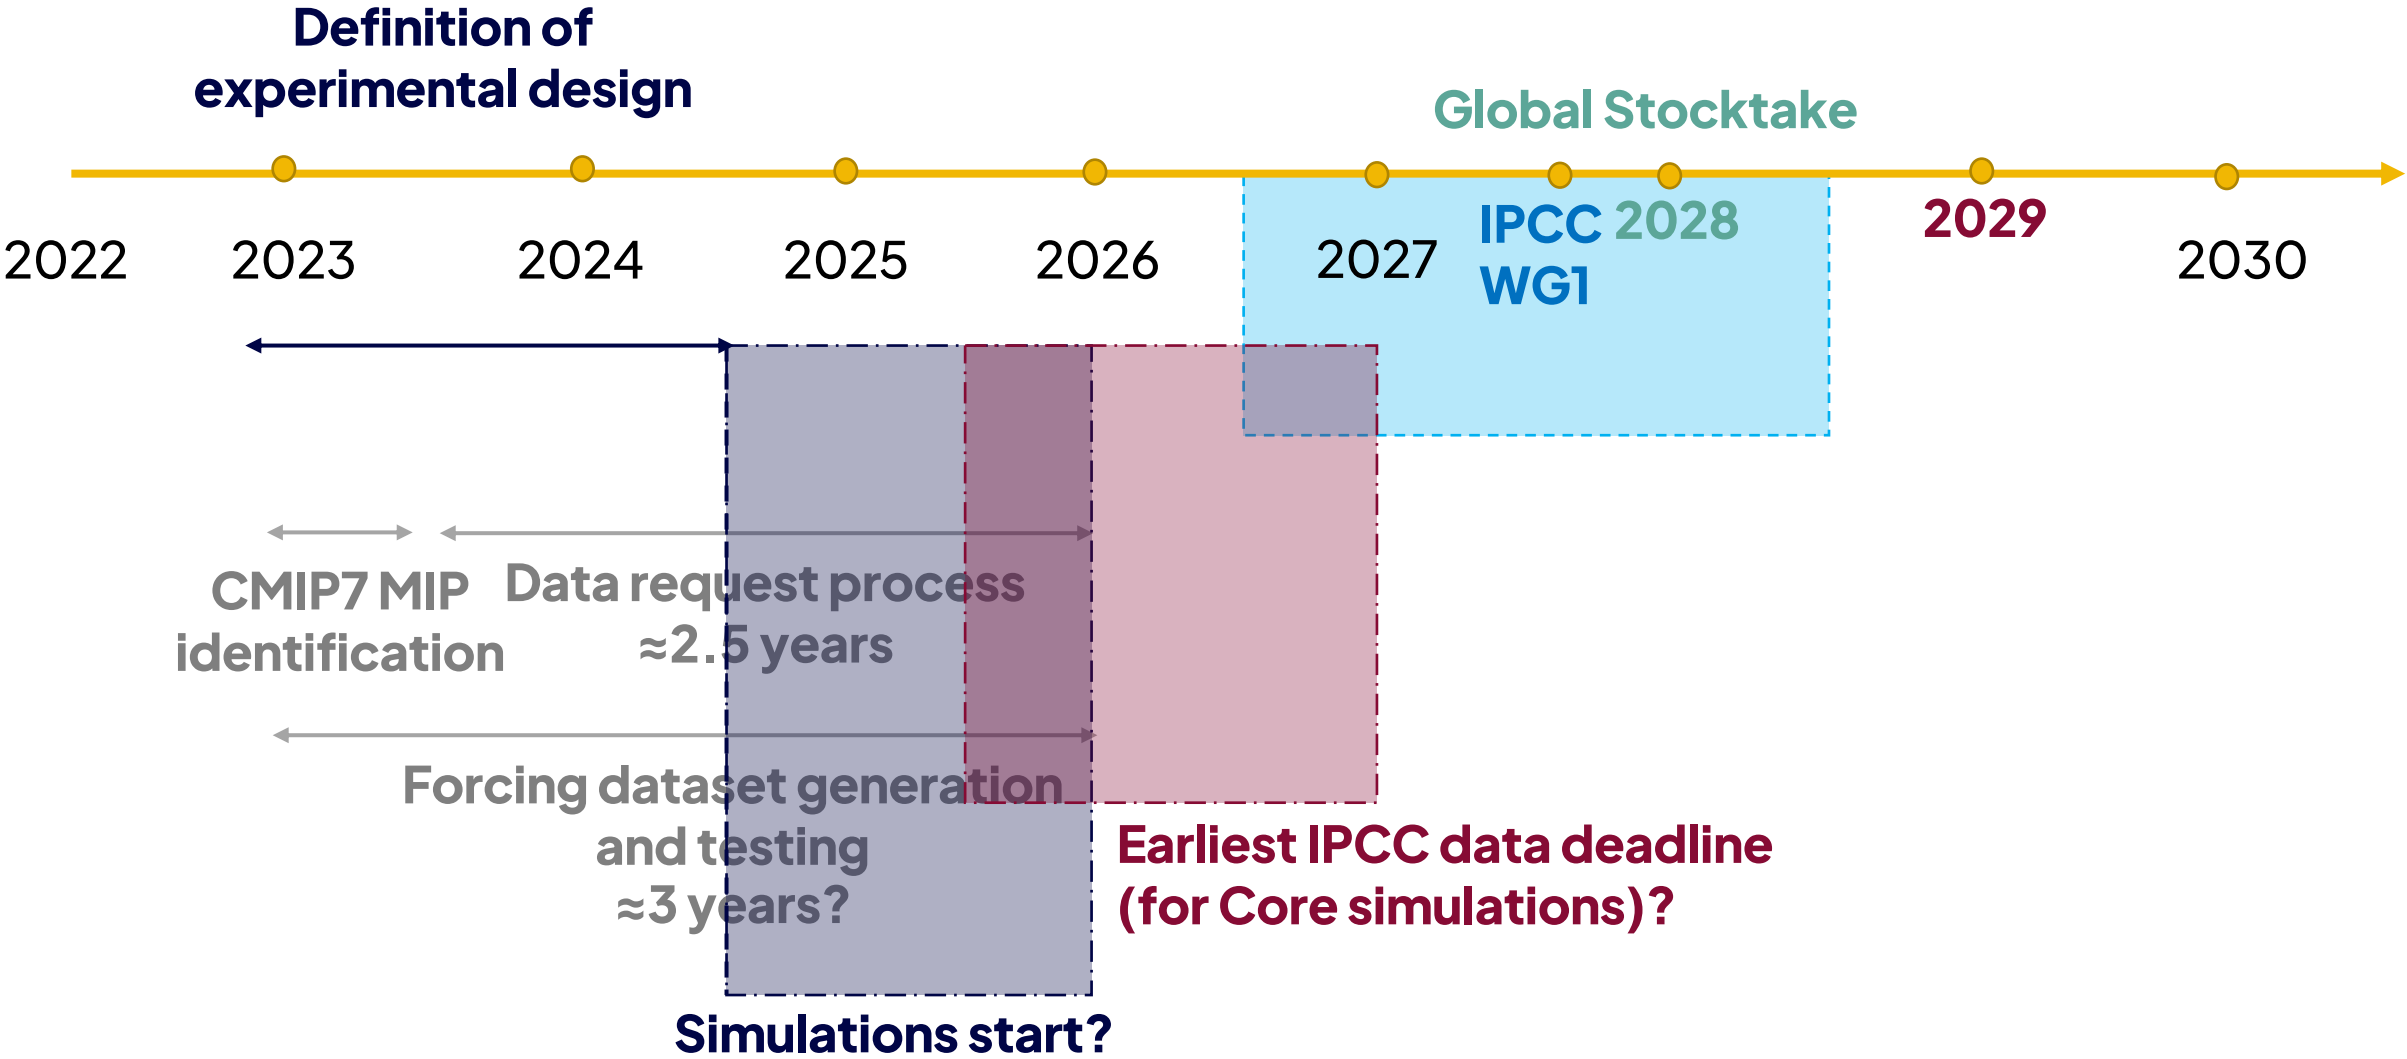 Definition of
experimental design
Global Stocktake
2022
2023
2024
2025
2026
2027
IPCC
WG1
2028
2029
2030
CMIP7 MIP
identification
Data request process
≈2.5 years
Forcing dataset generation
and testing
≈3 years?
Earliest IPCC data deadline
(for Core simulations)?
Simulations start?